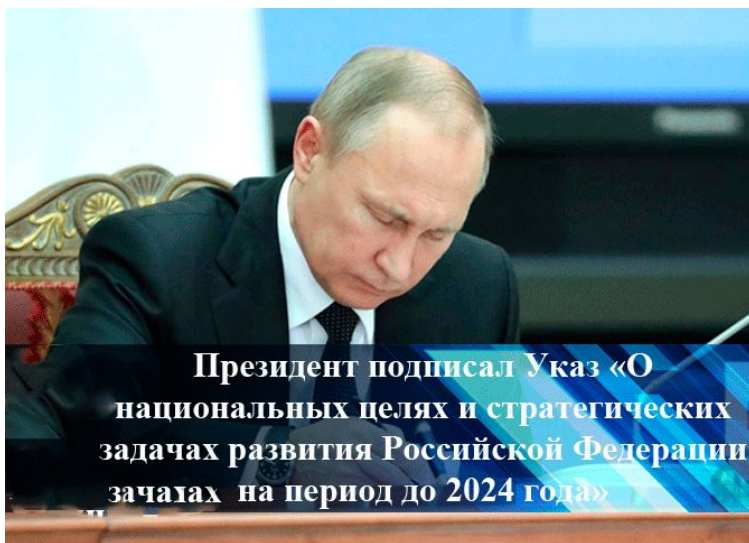 Президент подписал Указ «О
национальных целях и стратегических
задачах развития Российской Федерации
зачатах на период до 2024 года»